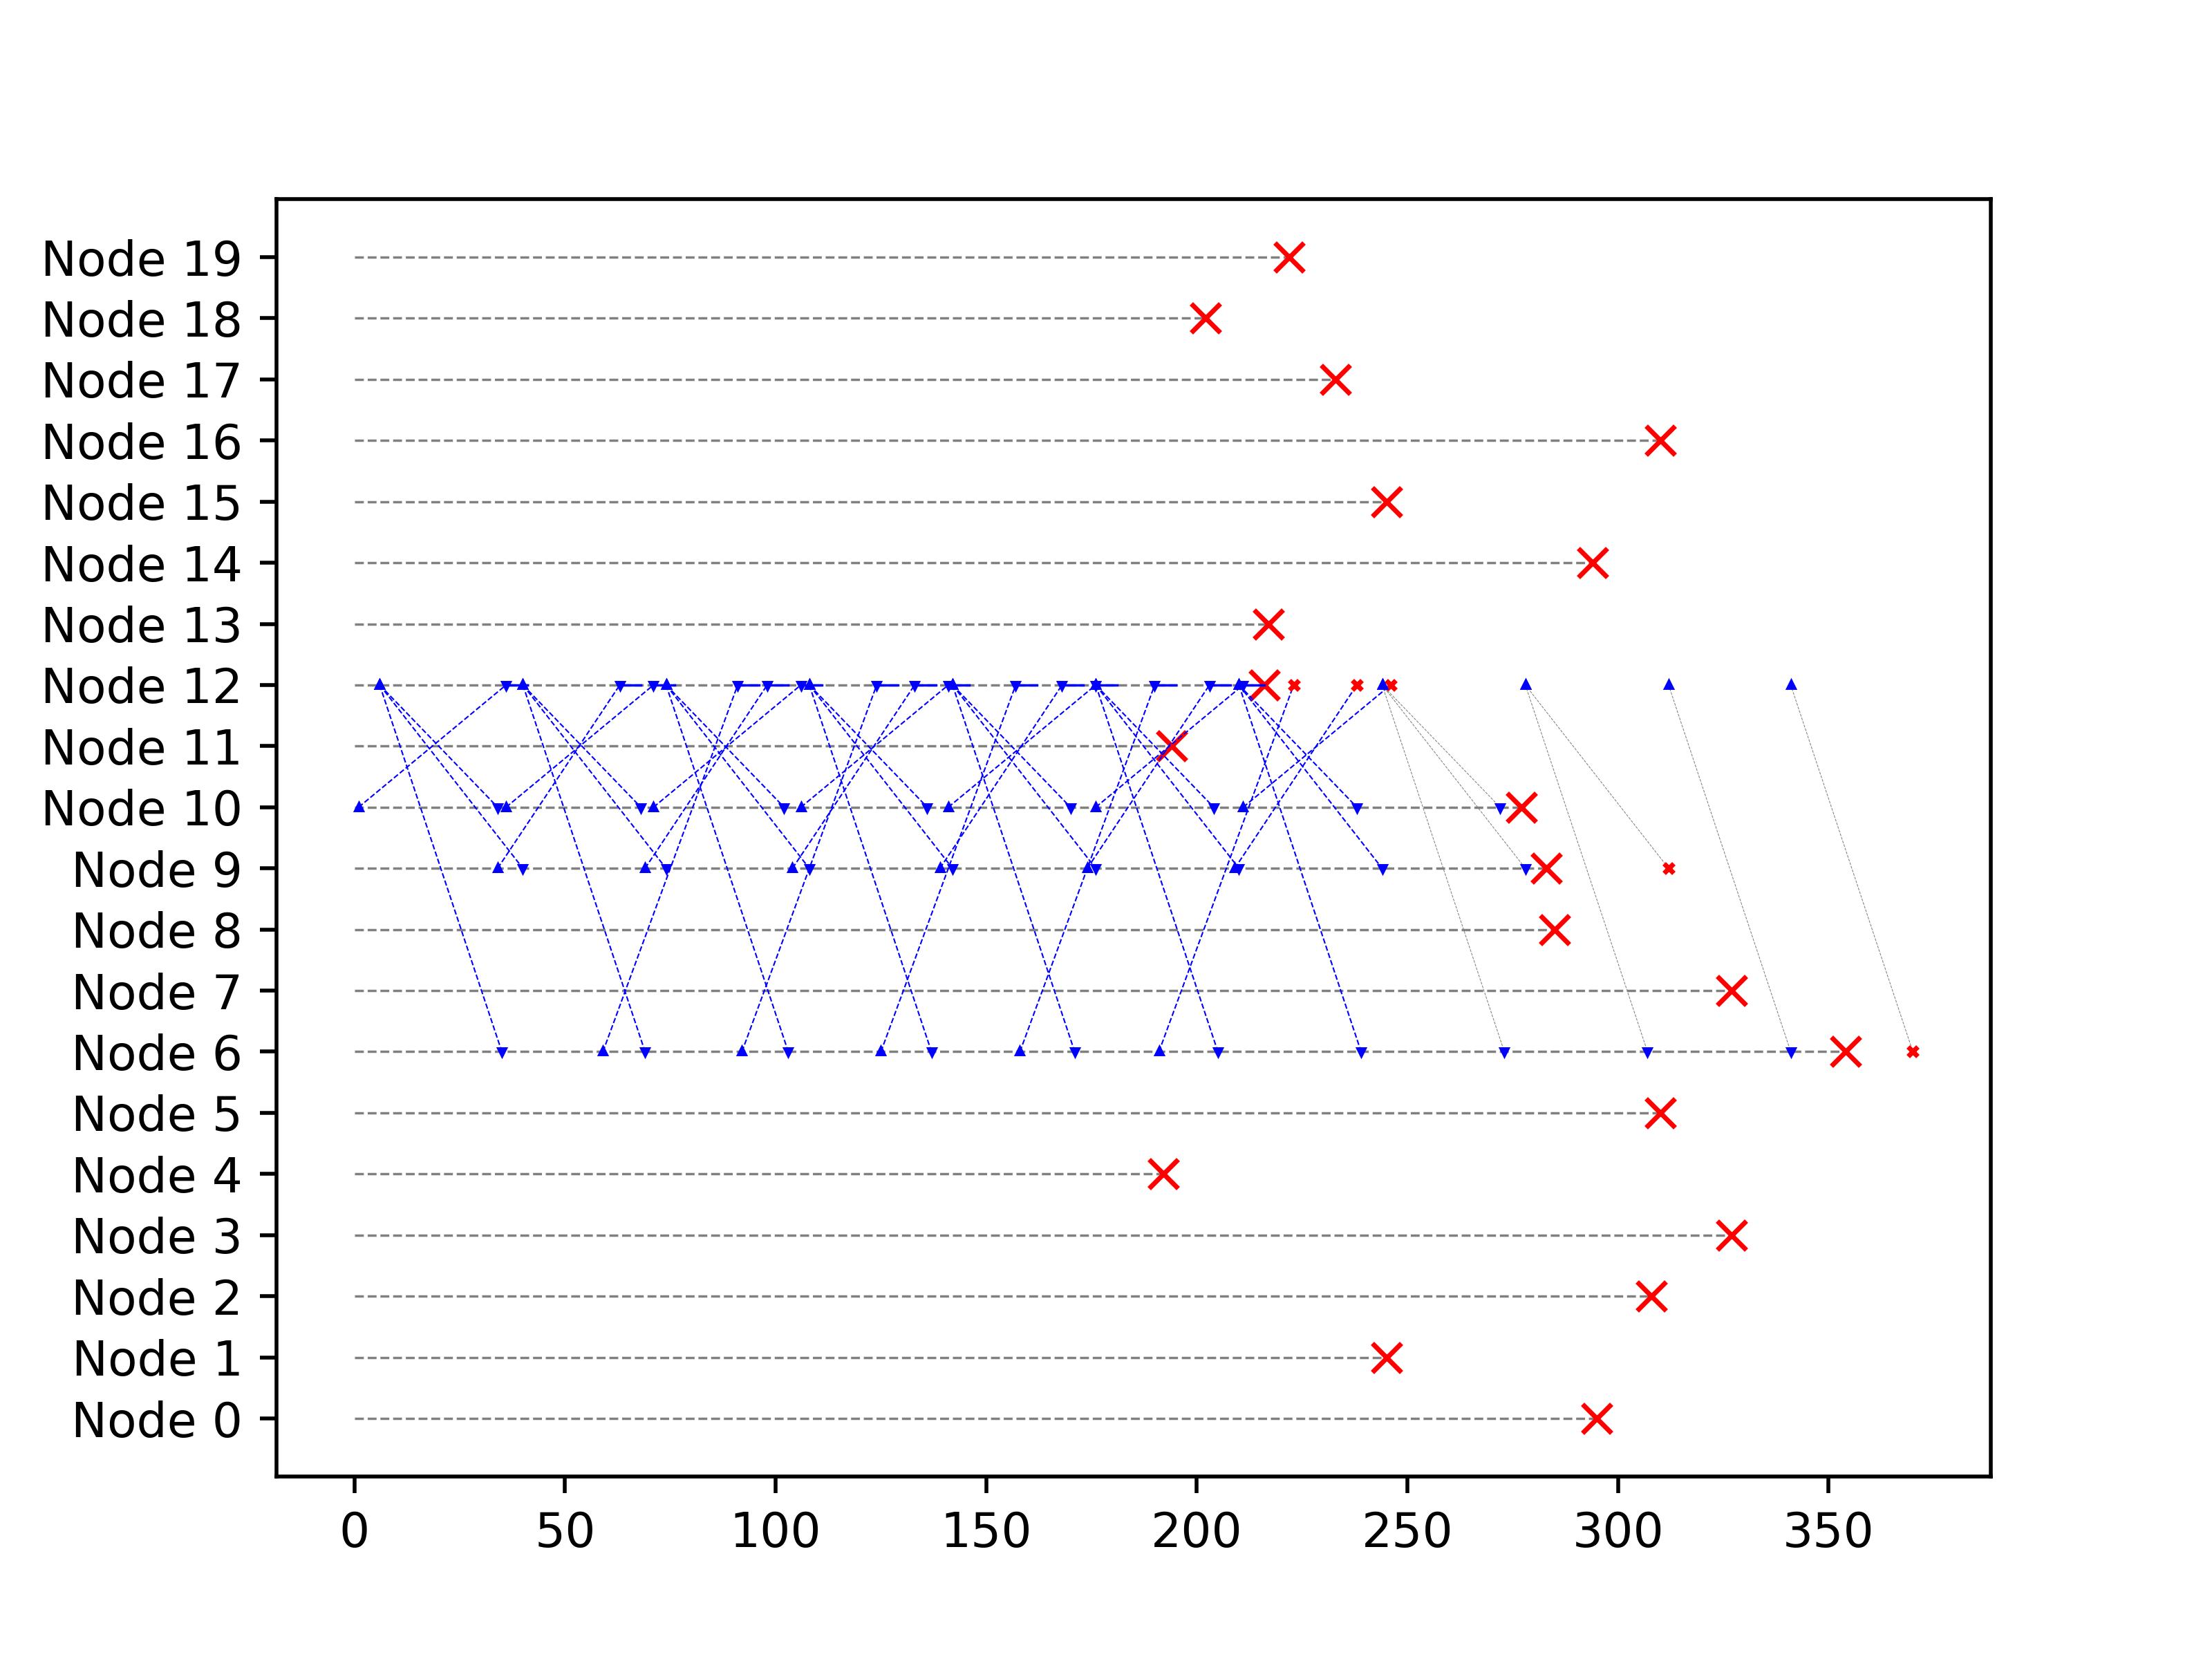 Node 19
Node 18
Node 17
Node 16
Node 15
Node 14
Node 13
Node 12
Node 11
Node 10
Node 9
Node 8
Node 7
Node 6
Node 5
Node 4
Node 3
Node 2
Node 1
Node 0
0 50 100 150 200 250 300 350